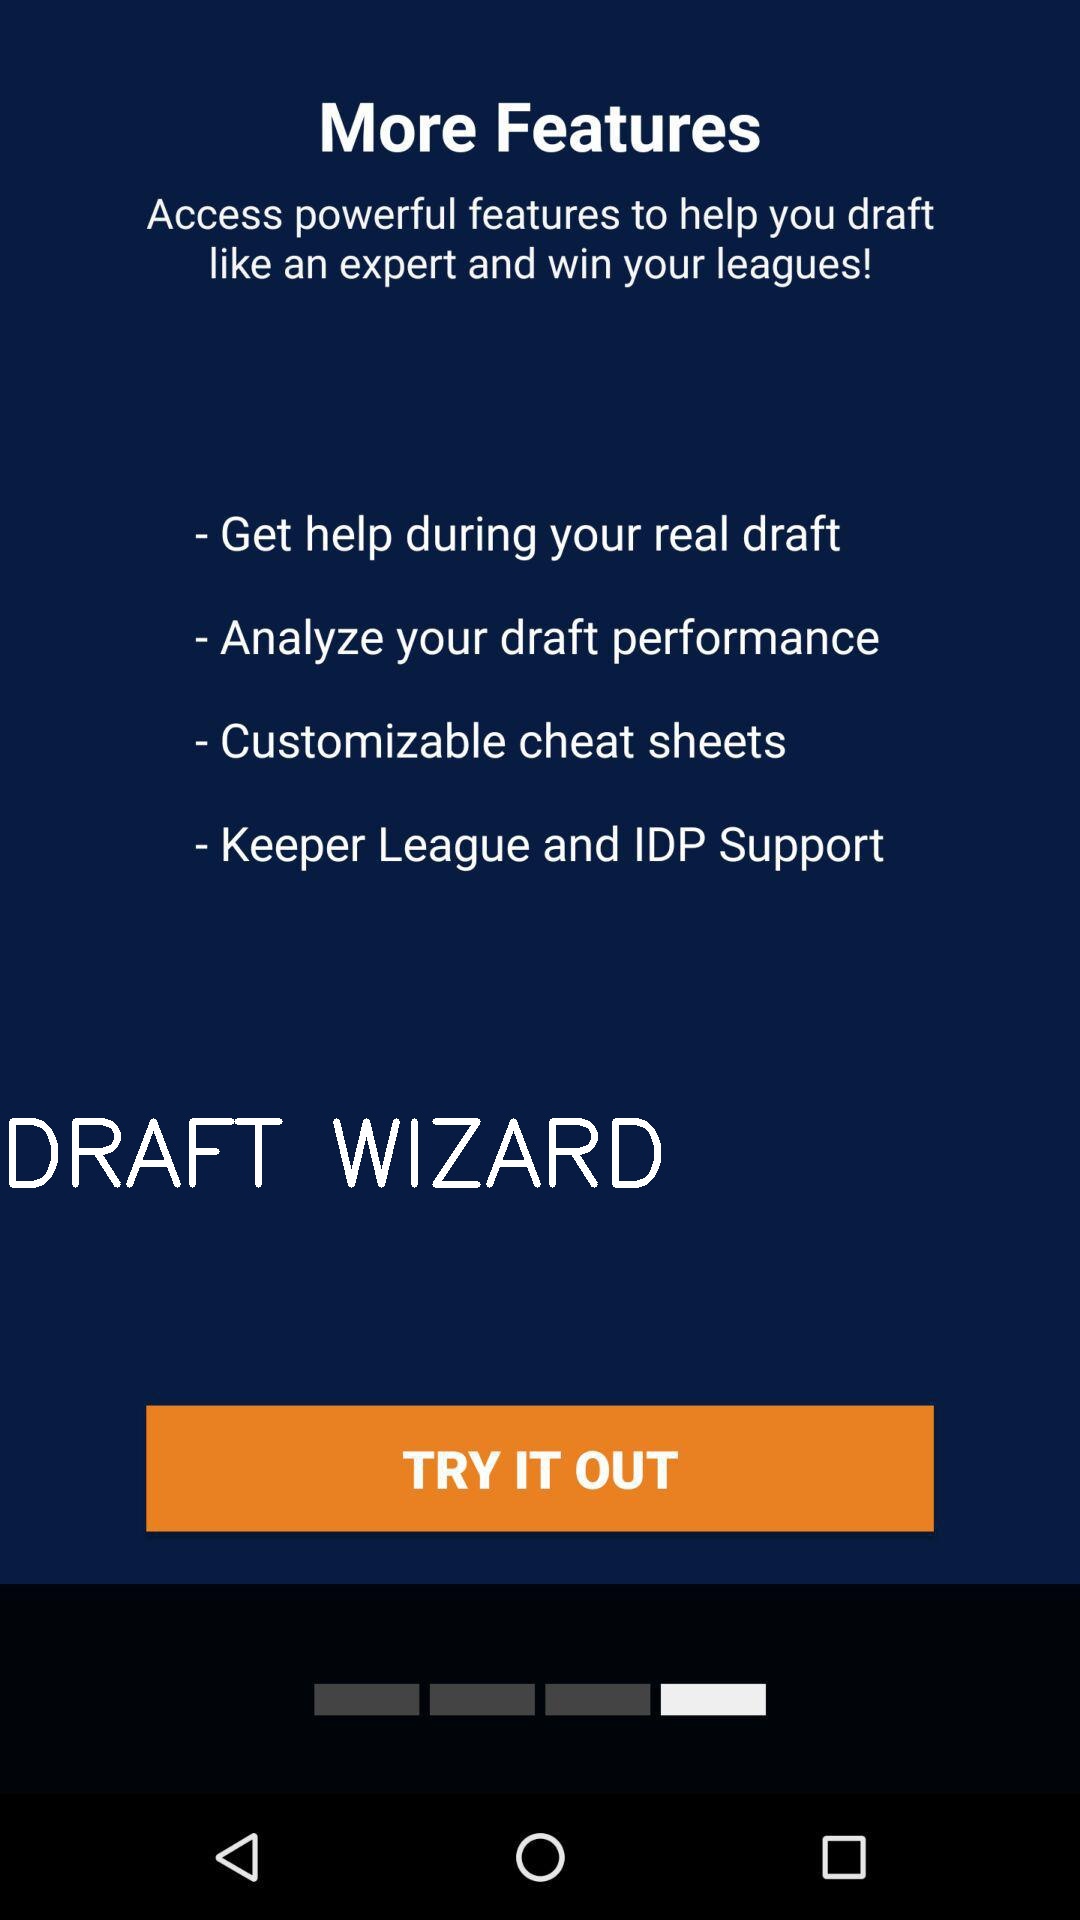 More Features
Access powerful features to help you draft
like an expert and win your leagues!
- Get help during your real draft
- Analyze your draft performance
- Customizable cheat sheets
- Keeper League and IDP Support
DRAFT WIZARD
TRY IT OUT